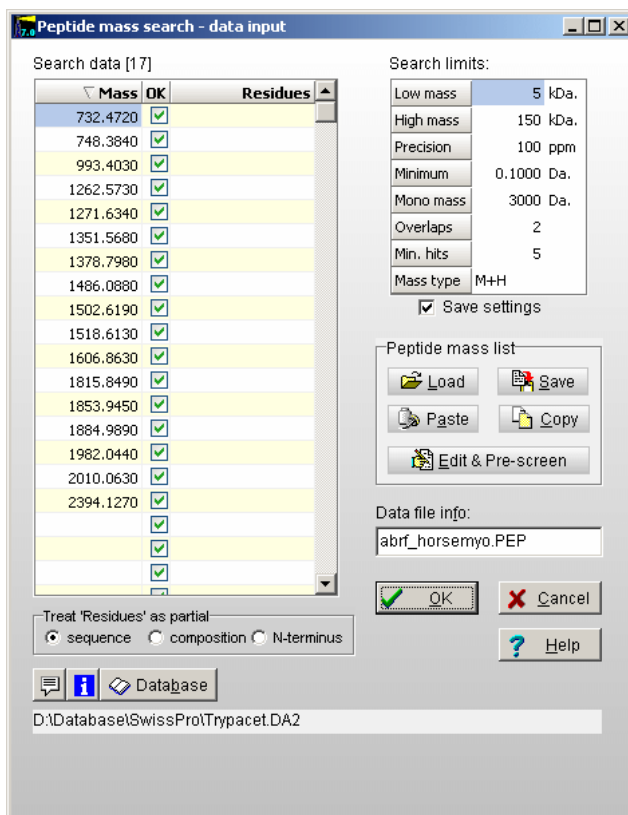 7.0 Peptide mass search - data input
Search data [17]
Mass OK Residues
732.4720
748.3840
993.4030
1262.5730
1271.6340
1351.5680
1378.7980
1486.0880
1502.6190
1518.6130
1606.8630
1815.8490
1853.9450
1884.9890
1982.0440
2010.0630
2394.1270
Treat 'Residues' as partial
sequence composition N-terminus
Search limits:
Low mass 5 kDa.
High mass 150 kDa.
Precision 100 ppm
Minimum 0.1000 Da.
Mono mass 3000 Da.
Overlaps 2
Min. hits 5
Mass type M+H
Save settings
Peptide mass list
Load Save
Paste Copy
Edit & Pre-screen
Data file info:
abrf_horsemyo.PEP
OK Cancel
? Help
i Database
D:\Database\SwissPro\Trypacet.DA2